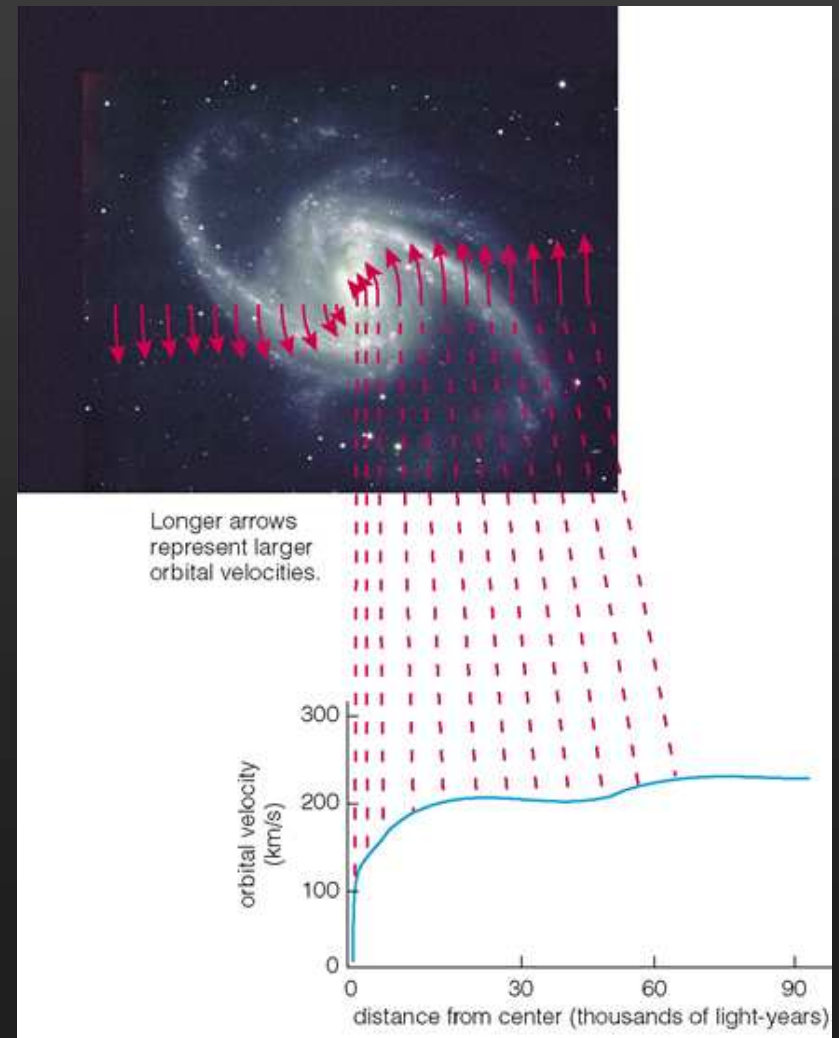 Longer arrows
represent larger
orbital velocities.
300
200
100
0
orbital velocity
(km/s)
0 30 60 90
distance from center (thousands of light-years)